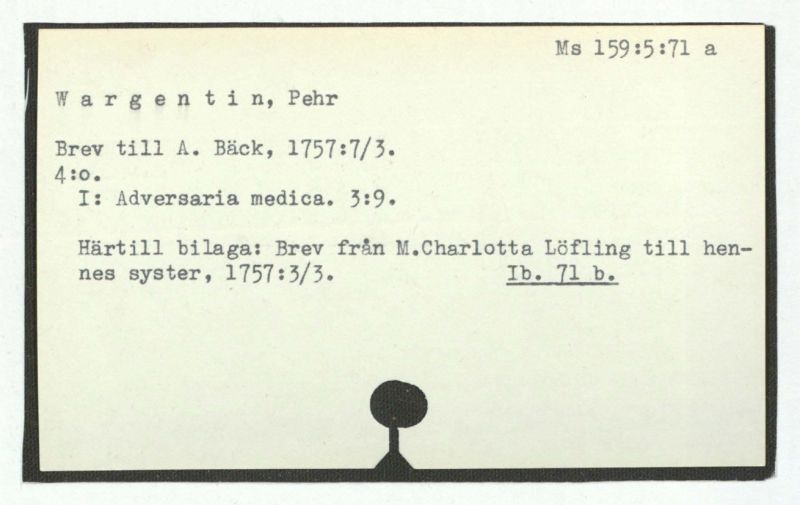 Ms 159:5:71 a
W a r g e n t i n, Pehr
Brev till A. Bäck, 1757:7/3.
4:o.
I: Adversaria medica. 3:9.
Härtill bilaga: Brev från M.Charlotta Löfling till hen-
nes syster, 1757:3/3. Ib. 71 b.